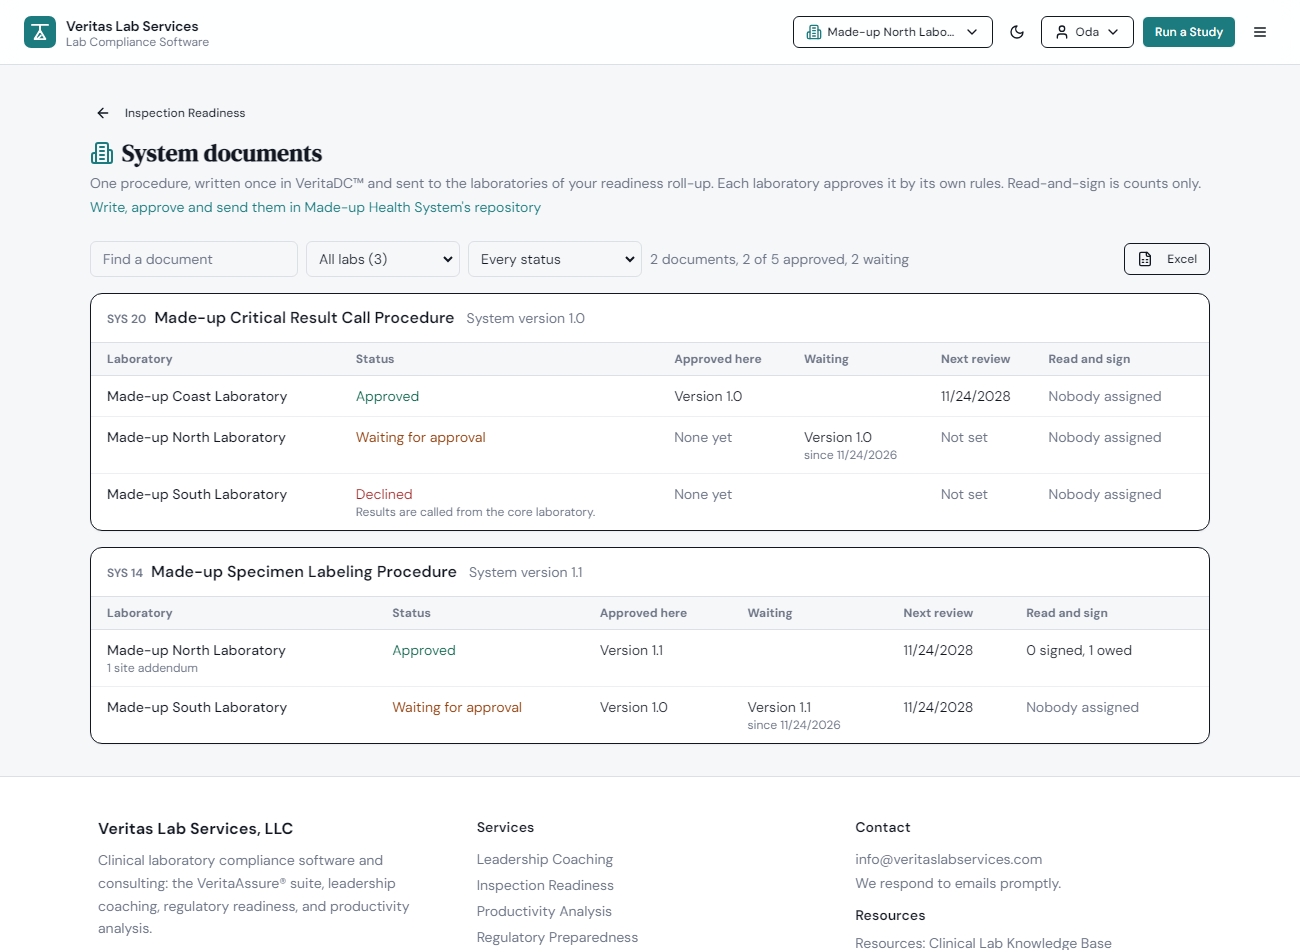 Veritas Lab Services
Lab Compliance Software
Made-up North Labo...
Oda
Run a Study
Inspection Readiness
System documents
One procedure, written once in VeritaDC™ and sent to the laboratories of your readiness roll-up. Each laboratory approves it by its own rules. Read-and-sign is counts only.
Write, approve and send them in Made-up Health System's repository
Find a document
All labs (3)
Every status
2 documents, 2 of 5 approved, 2 waiting
Excel
SYS 20 Made-up Critical Result Call Procedure System version 1.0
Laboratory Status Approved here Waiting Next review Read and sign
Made-up Coast Laboratory Approved Version 1.0 11/24/2028 Nobody assigned
Made-up North Laboratory Waiting for approval None yet Version 1.0 Not set Nobody assigned
since 11/24/2026
Made-up South Laboratory Declined None yet Not set Nobody assigned
Results are called from the core laboratory.
SYS 14 Made-up Specimen Labeling Procedure System version 1.1
Laboratory Status Approved here Waiting Next review Read and sign
Made-up North Laboratory Approved Version 1.1 11/24/2028 0 signed, 1 owed
1 site addendum
Made-up South Laboratory Waiting for approval Version 1.0 Version 1.1 11/24/2028 Nobody assigned
since 11/24/2026
Veritas Lab Services, LLC
Clinical laboratory compliance software and
consulting: the VeritaAssure® suite, leadership
coaching, regulatory readiness, and productivity
analysis.
Services
Leadership Coaching
Inspection Readiness
Productivity Analysis
Regulatory Preparedness
Contact
info@veritaslabservices.com
We respond to emails promptly.
Resources
Resources: Clinical Lab Knowledge Base